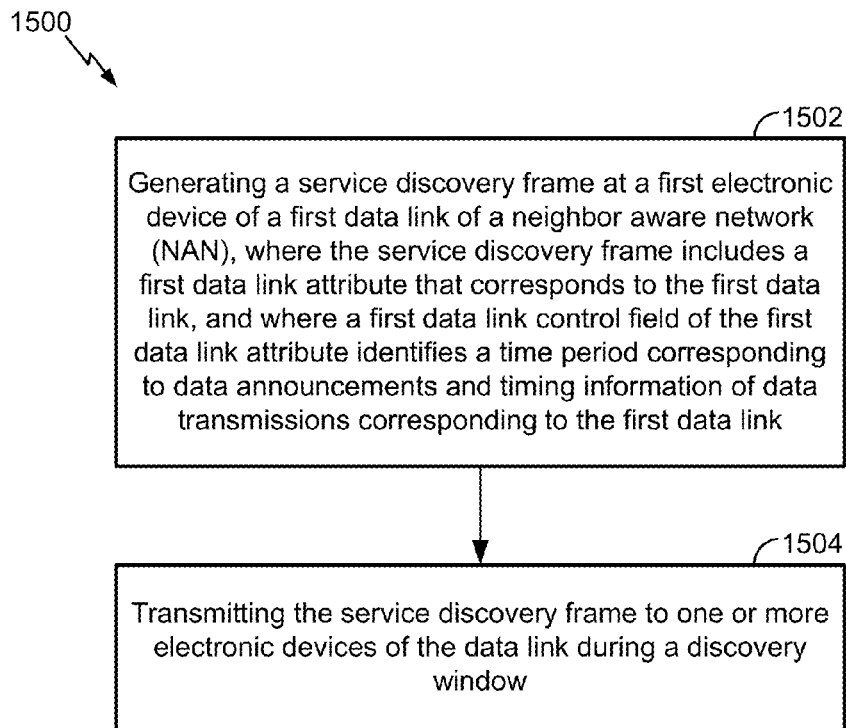 1500
1502
Generating a service discovery frame at a first electronic
device of a first data link of a neighbor aware network
(NAN), where the service discovery frame includes a
first data link attribute that corresponds to the first data
link, and where a first data link control field of the first
data link attribute identifies a time period corresponding
to data announcements and timing information of data
transmissions corresponding to the first data link
1504
Transmitting the service discovery frame to one or more
electronic devices of the data link during a discovery
window